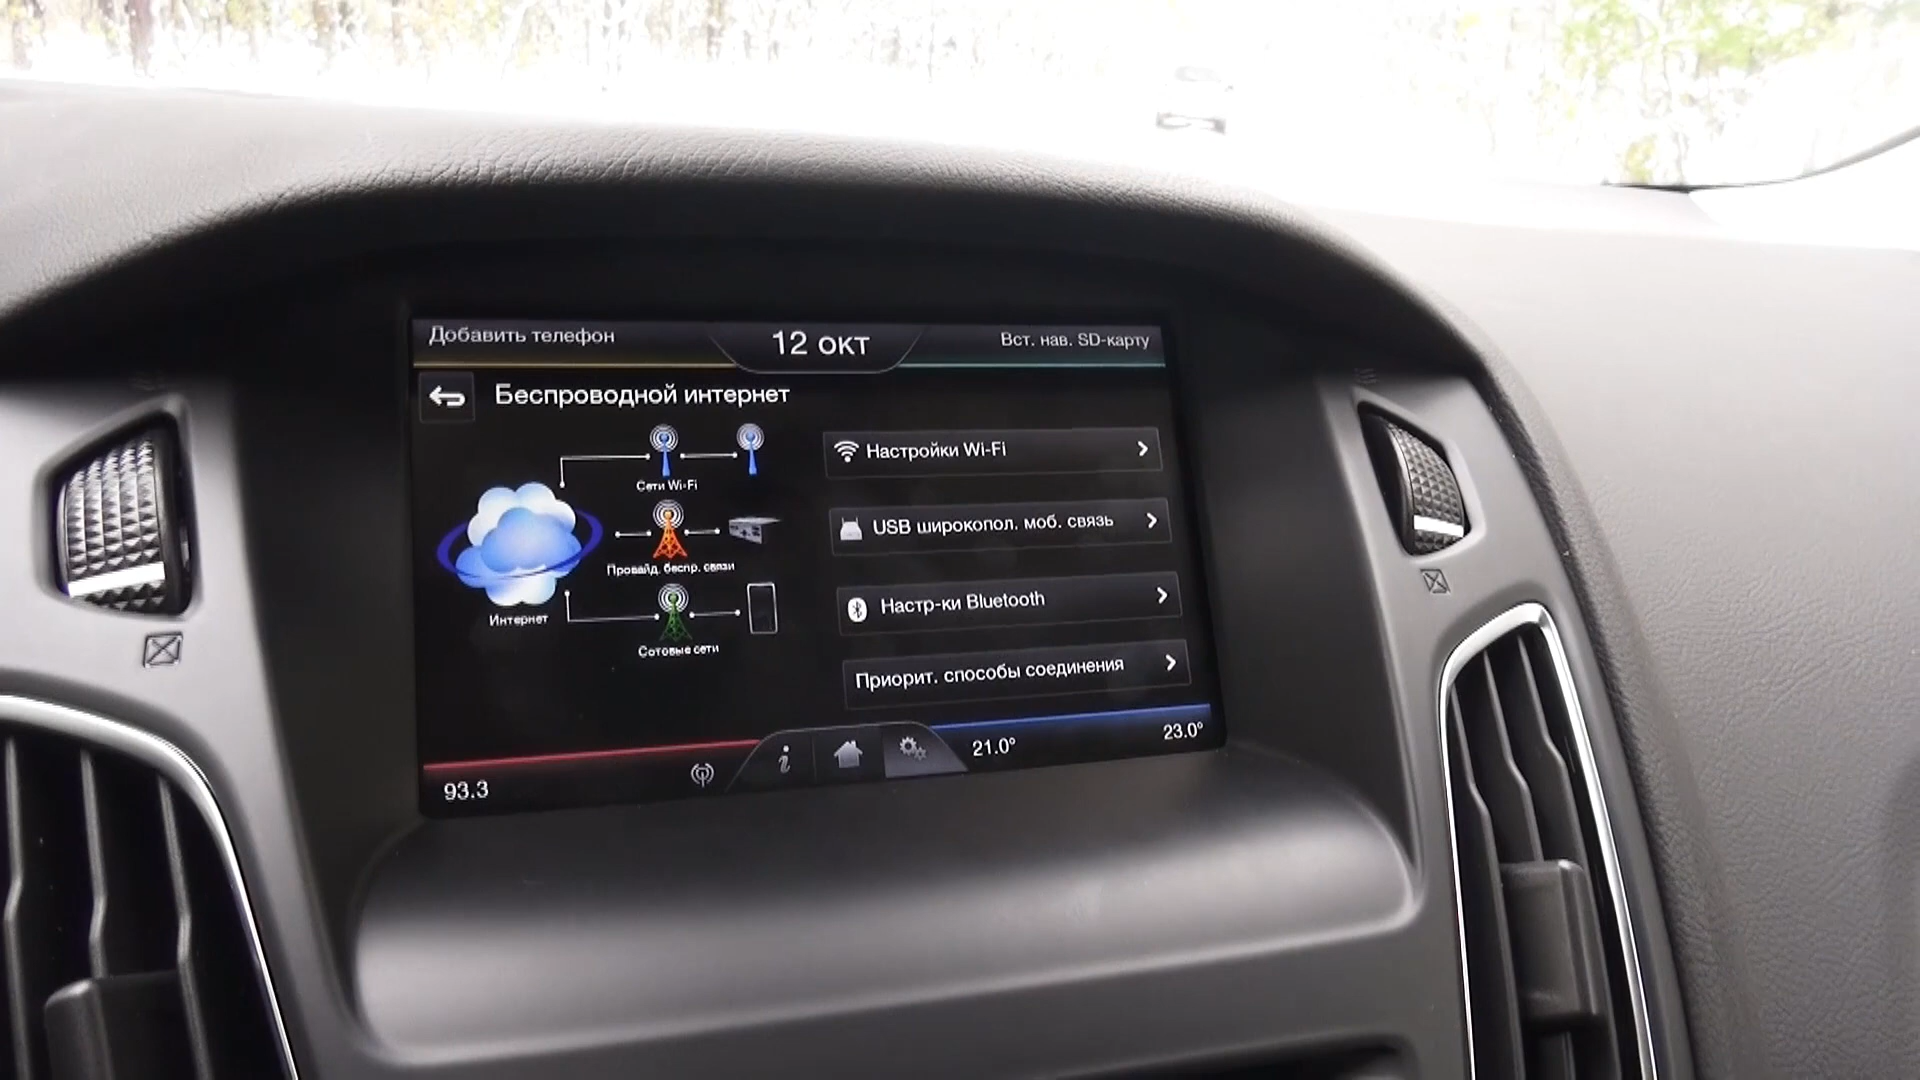 Добавить телефон
12 окт
Вст. нав. SD-карту
Беспроводной интернет
Сети Wi-Fi
Провайд. беспр. связи
Интернет
Сотовые сети
Настройки Wi-Fi
USB широкопол. моб. связь
Настр-ки Bluetooth
Приорит. способы соединения
93.3
21.0°
23.0°